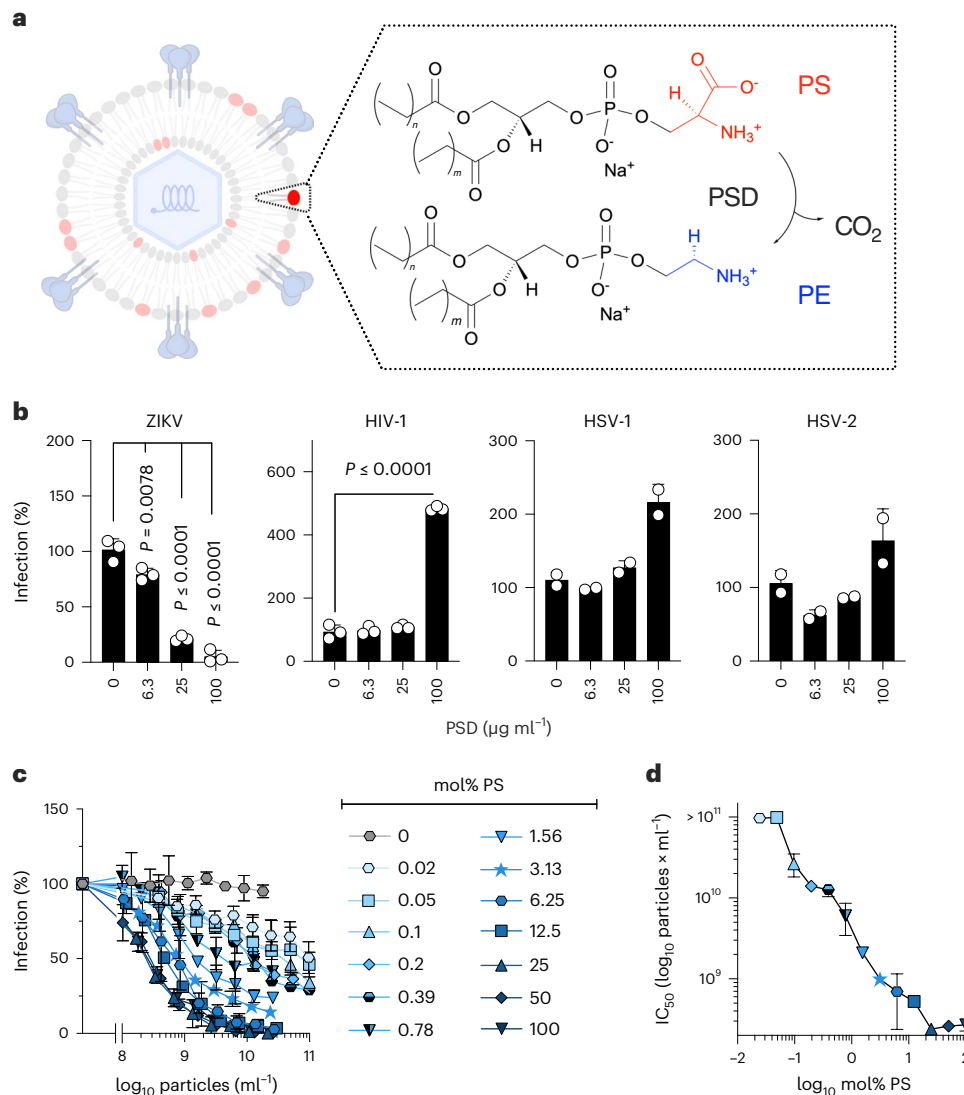 a
O
O
n
O
O
P
O
O-
Na+
O
O-
H
NH3+
PS
H
O
m
O
PSD
CO2
O
O
n
O
O
P
O
O-
Na+
H
NH3+
PE
H
O
m
O
b
ZIKV
HIV-1
HSV-1
HSV-2
Infection (%)
200
150
100
50
0
P = 0.0078
P ≤ 0.0001
P ≤ 0.0001
0
6.3
25
100
600
400
200
0
P ≤ 0.0001
0
6.3
25
100
300
200
100
0
0
6.3
25
100
300
200
100
0
0
6.3
25
100
PSD (µg ml−1)
c
Infection (%)
150
100
50
0
8
9
10
11
log10 particles (ml−1)
mol% PS
0
0.02
0.05
0.1
0.2
0.39
0.78
1.56
3.13
6.25
12.5
25
50
100
d
IC50 (log10 particles × ml−1)
> 10^11
10^10
10^9
−2
−1
0
1
2
log10 mol% PS